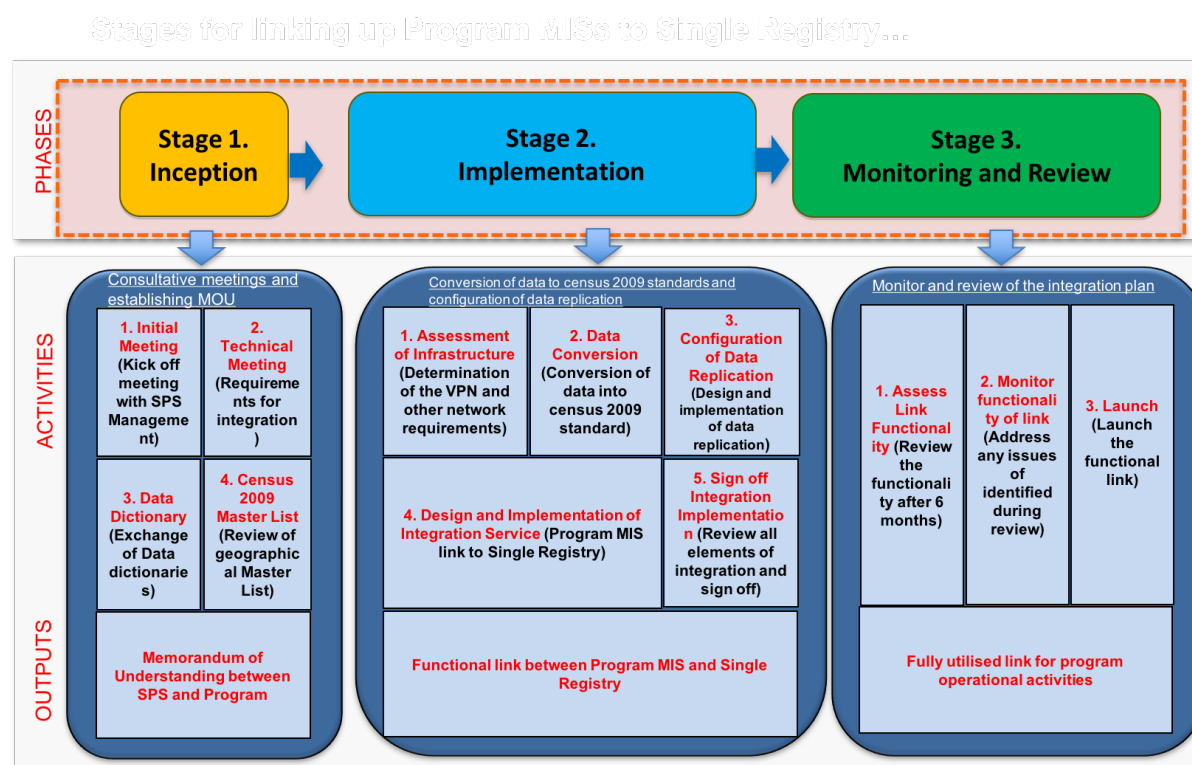 Stages for linking up Program MISs to Single Registry...
PHASES
Stage 1.
Inception
Stage 2.
Implementation
Stage 3.
Monitoring and Review
ACTIVITIES
Consultative meetings and
establishing MOU
1. Initial
Meeting
(Kick off
meeting
with SPS
Manageme
nt)
2.
Technical
Meeting
(Requireme
nts for
integration
)
3. Data
Dictionary
(Exchange
of Data
dictionarie
s)
4. Census
2009
Master List
(Review of
geographic
al Master
List)
Conversion of data to census 2009 standards and
configuration of data replication
1. Assessment
of Infrastructure
(Determination
of the VPN and
other network
requirements)
2. Data
Conversion
(Conversion of
data into
census 2009
standard)
3.
Configuration
of Data
Replication
(Design and
implementation
of data
replication)
4. Design and Implementation of
Integration Service (Program MIS
link to Single Registry)
5. Sign off
Integration
Implementatio
n (Review all
elements of
integration and
sign off)
Monitor and review of the integration plan
1. Assess
Link
Functional
ity (Review
the
functionali
ty after 6
months)
2. Monitor
functionali
ty of link
(Address
any issues
of
identified
during
review)
3. Launch
(Launch
the
functional
link)
OUTPUTS
Memorandum of
Understanding between
SPS and Program
Functional link between Program MIS and Single
Registry
Fully utilised link for program
operational activities